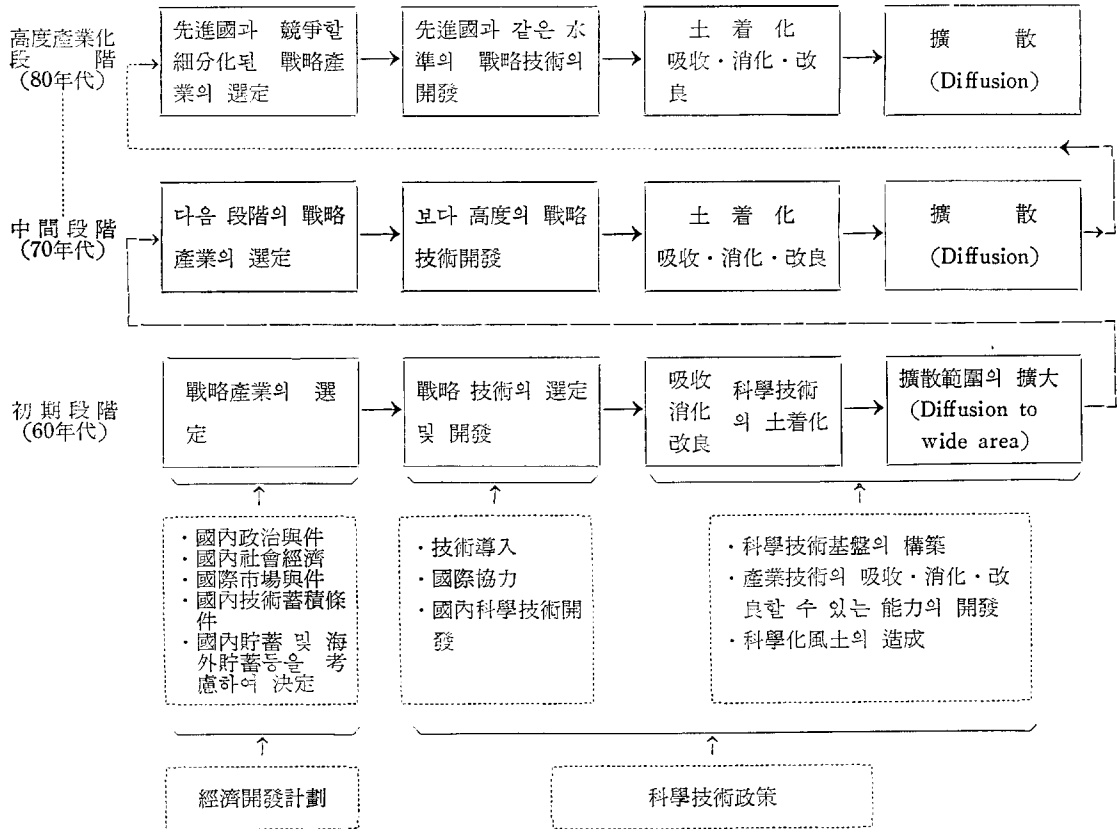 高度產業化
段階
(80年代)
先進國과 競爭할
細分化된 戰略產
業의 選定
先進國과 같은 水
準의 戰略技術의
開發
土着化
吸收·消化·改
良
擴散
(Diffusion)
中間段階
(70年代)
다음 段階의 戰略
產業의 選定
보다 高度의 戰略
技術開發
土着化
吸收·消化·改良
擴散
(Diffusion)
初期段階
(60年代)
戰略產業의 選
定
戰略 技術의 選定
및 開發
吸收
消化
改良
科學技術
의 土着化
擴散範圍의 擴大
(Diffusion to
wide area)
·國內政治與件
·國內社會經濟
·國際市場與件
·國內技術蓄積條
件
·國內貯蓄 및 海
外貯蓄등을 考
慮하여 決定
·技術導入
·國際協力
·國內科學技術開
發
·科學技術基盤의 構築
·產業技術의 吸收·消化·改
良할 수 있는 能力의 開發
·科學化風土의 造成
經濟開發計劃
科學技術政策